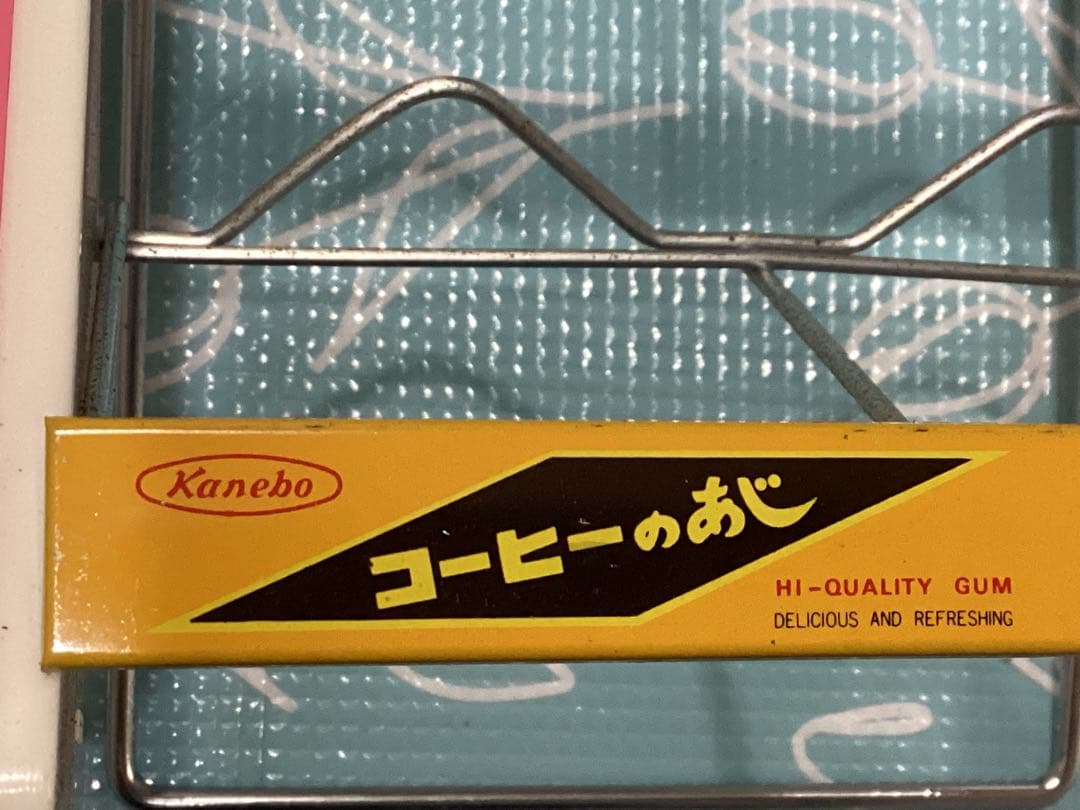 Kanebo
コーヒーのあじ
HI-QUALITY GUM
DELICIOUS AND REFRESHING